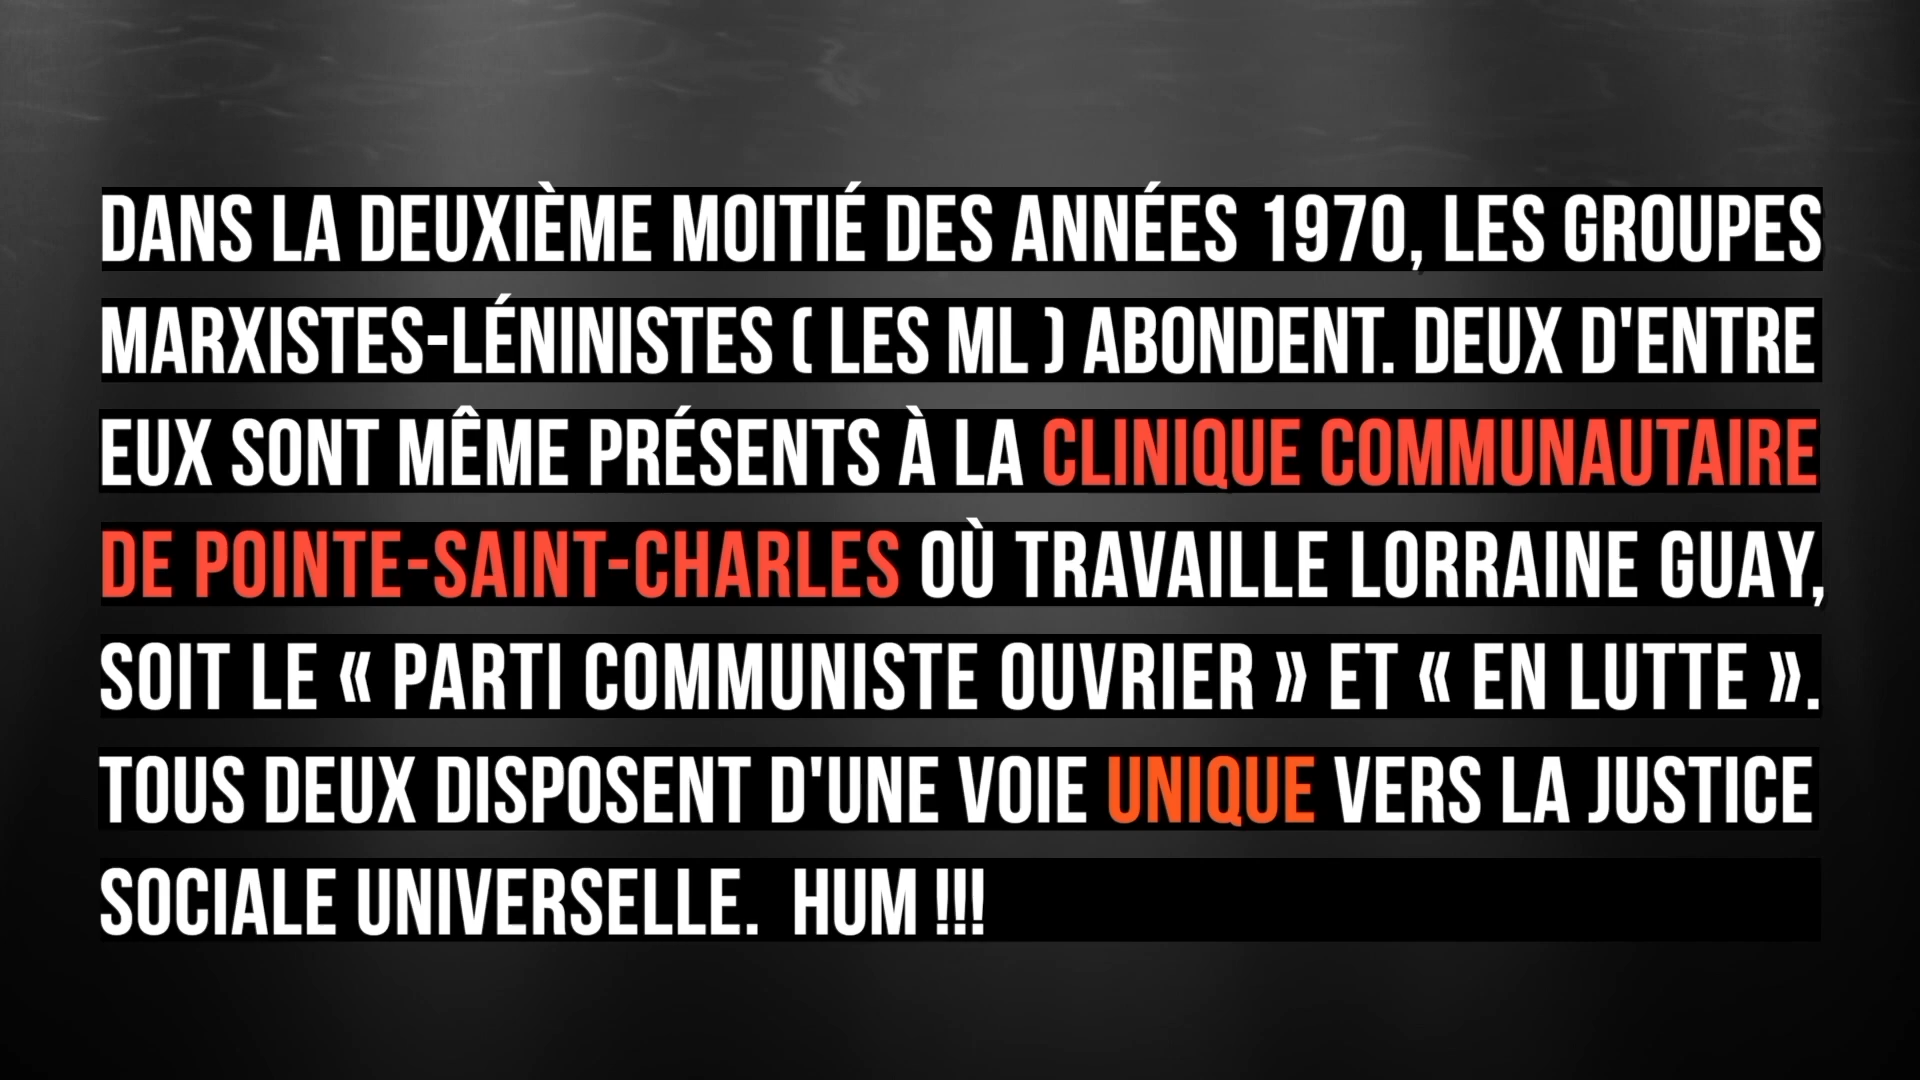 DANS LA DEUXIÈME MOITIÉ DES ANNÉES 1970, LES GROUPES
MARXISTES-LÉNINISTES ( LES ML ) ABONDENT. DEUX D'ENTRE
EUX SONT MÊME PRÉSENTS À LA CLINIQUE COMMUNAUTAIRE
DE POINTE-SAINT-CHARLES OÙ TRAVAILLE LORRAINE GUAY,
SOIT LE « PARTI COMMUNISTE OUVRIER » ET « EN LUTTE ».
TOUS DEUX DISPOSENT D'UNE VOIE UNIQUE VERS LA JUSTICE
SOCIALE UNIVERSELLE.  HUM !!!